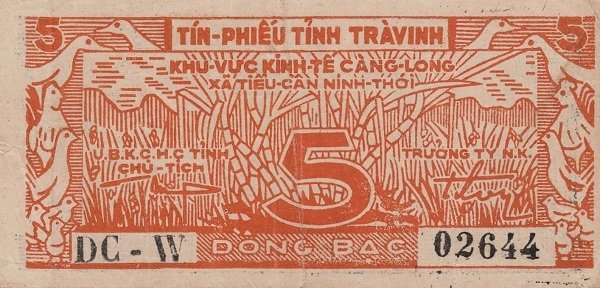 5 TÍN-PHIẾU TỈNH TRÀVINH 5
KHU-VỰC KINH-TẾ CÀNG-LONG
XÃ TIỂU-CẦN NINH-THỚI
U.B.K.C.H.C TỈNH
CHỦ-TỊCH
TRƯỞNG TY N.K.
5
DC - W ĐỒNG BẠC 02644